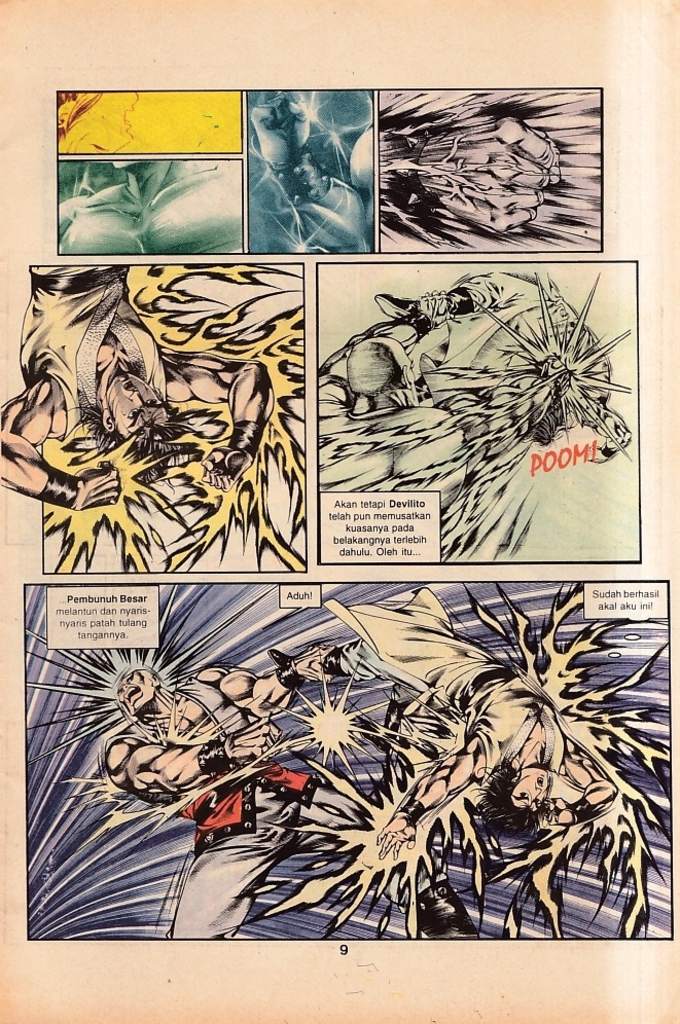 POOM!
Akan tetapi Devilito
telah pun memusatkan
kuasanya pada
belakangnya terlebih
dahulu. Oleh itu...
...Pembunuh Besar
melantun dan nyaris-
nyaris patah tulang
tangannya.
Aduh!
Sudah berhasil
akal aku ini!
9